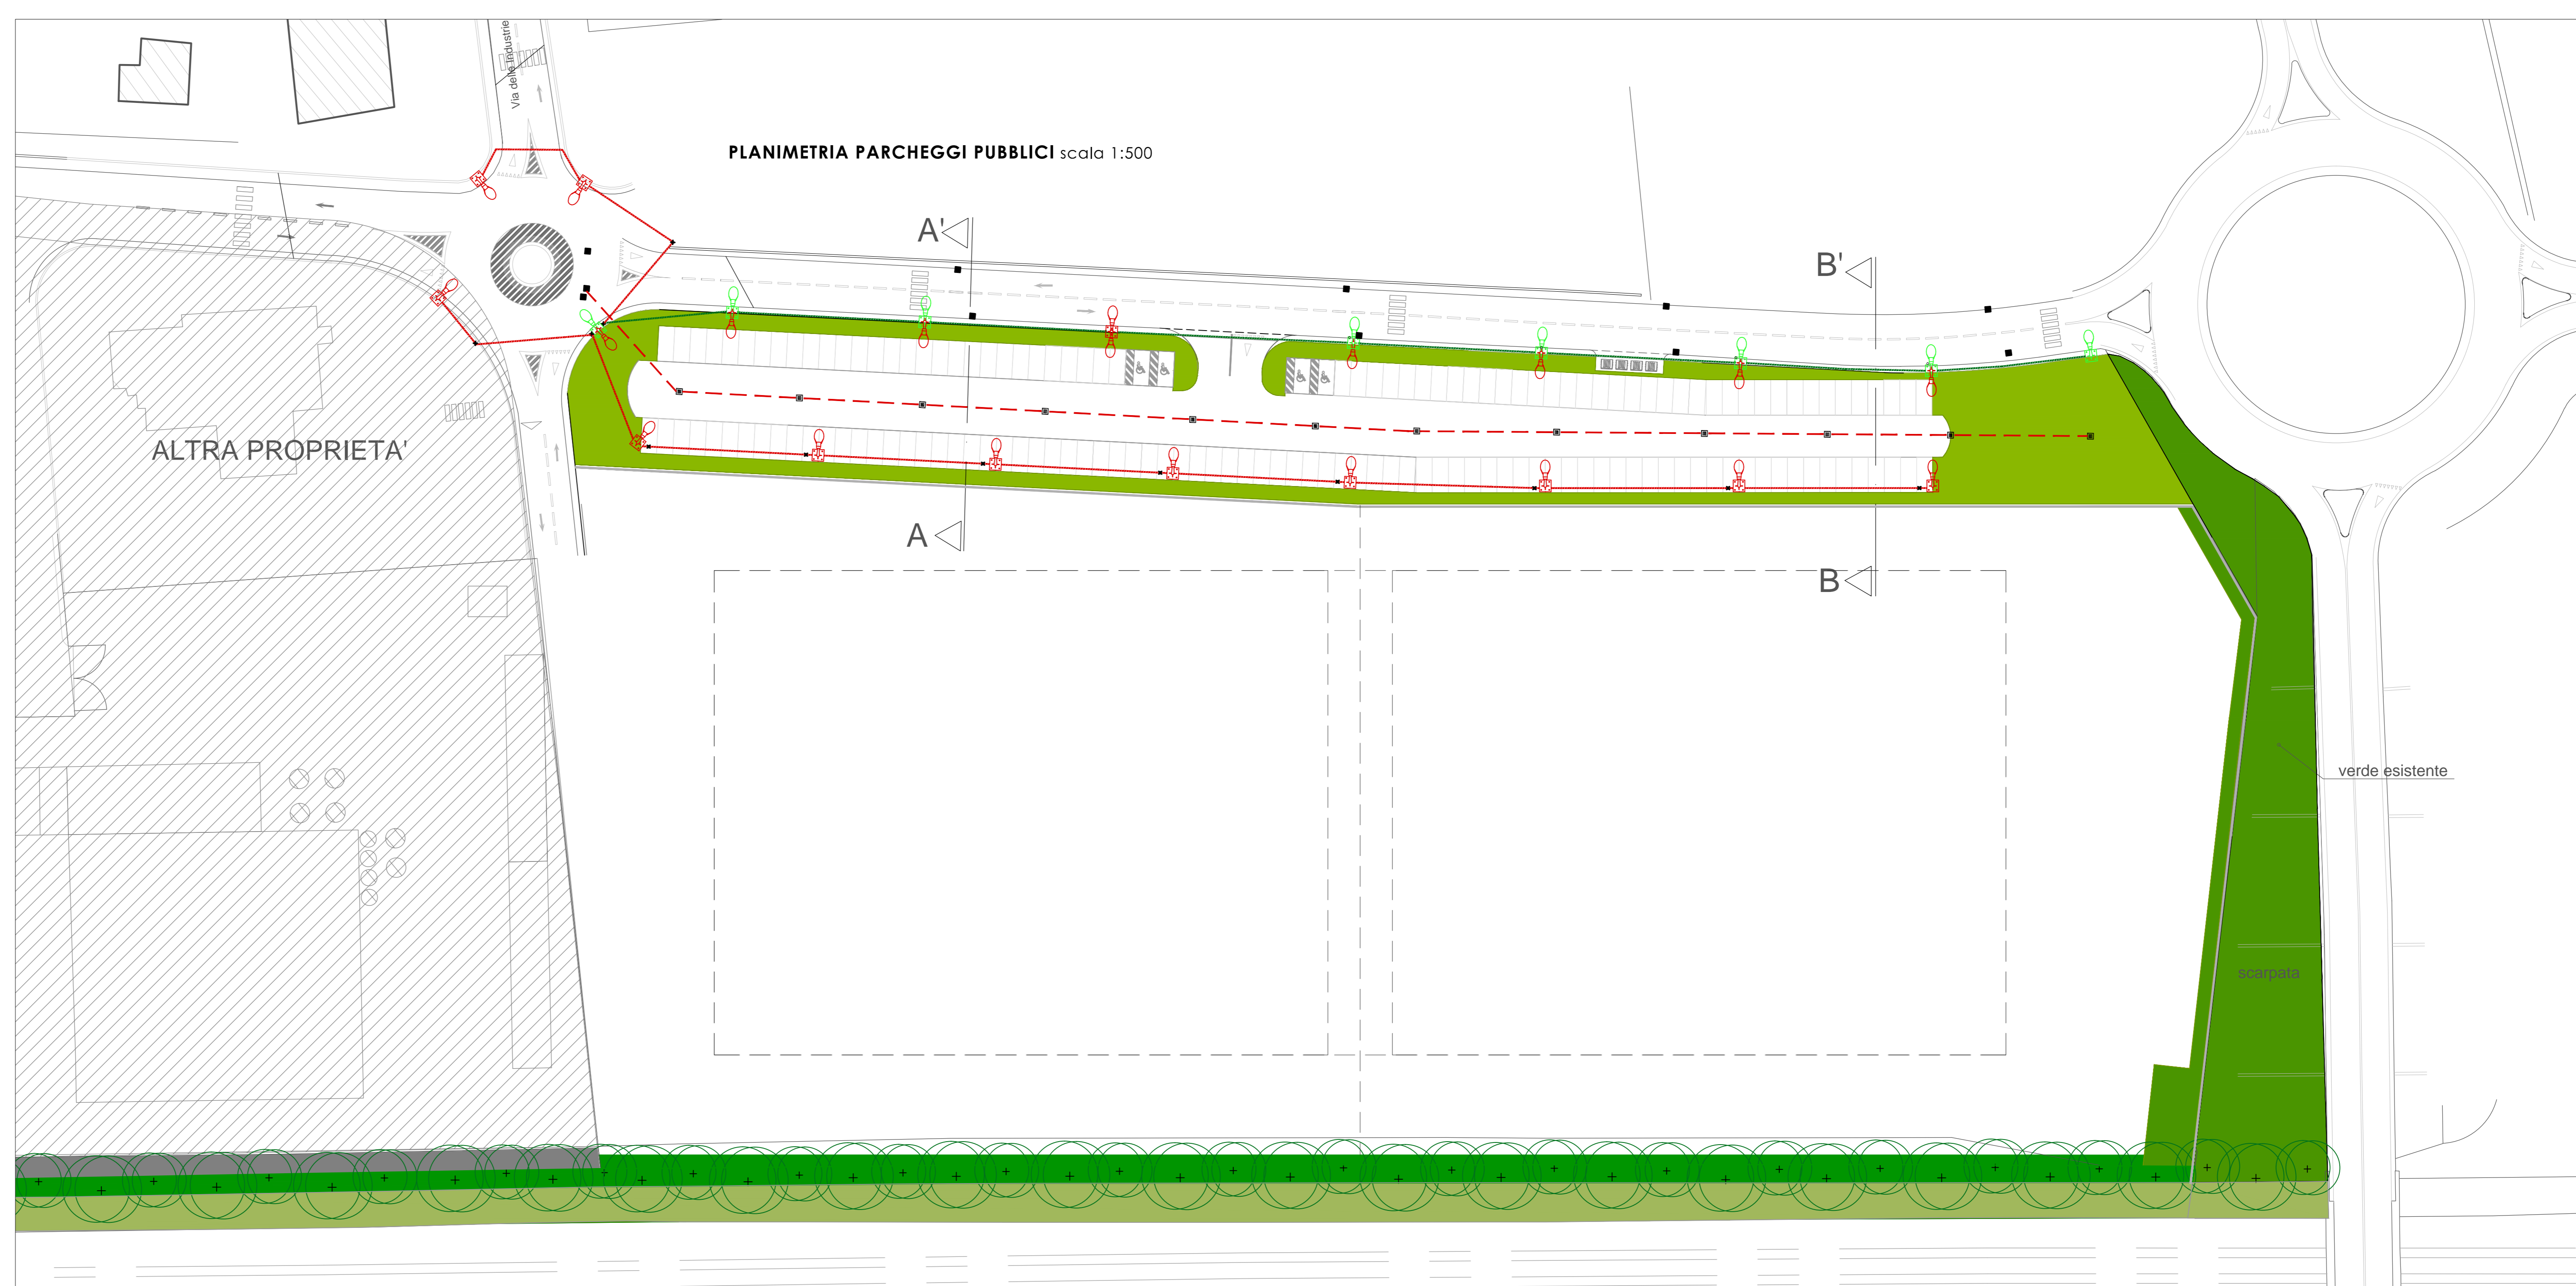 Via delle Industrie
PLANIMETRIA PARCHEGGI PUBBLICI scala 1:500
A'
B'
ALTRA PROPRIETA'
A
B
verde esistente
scarpata